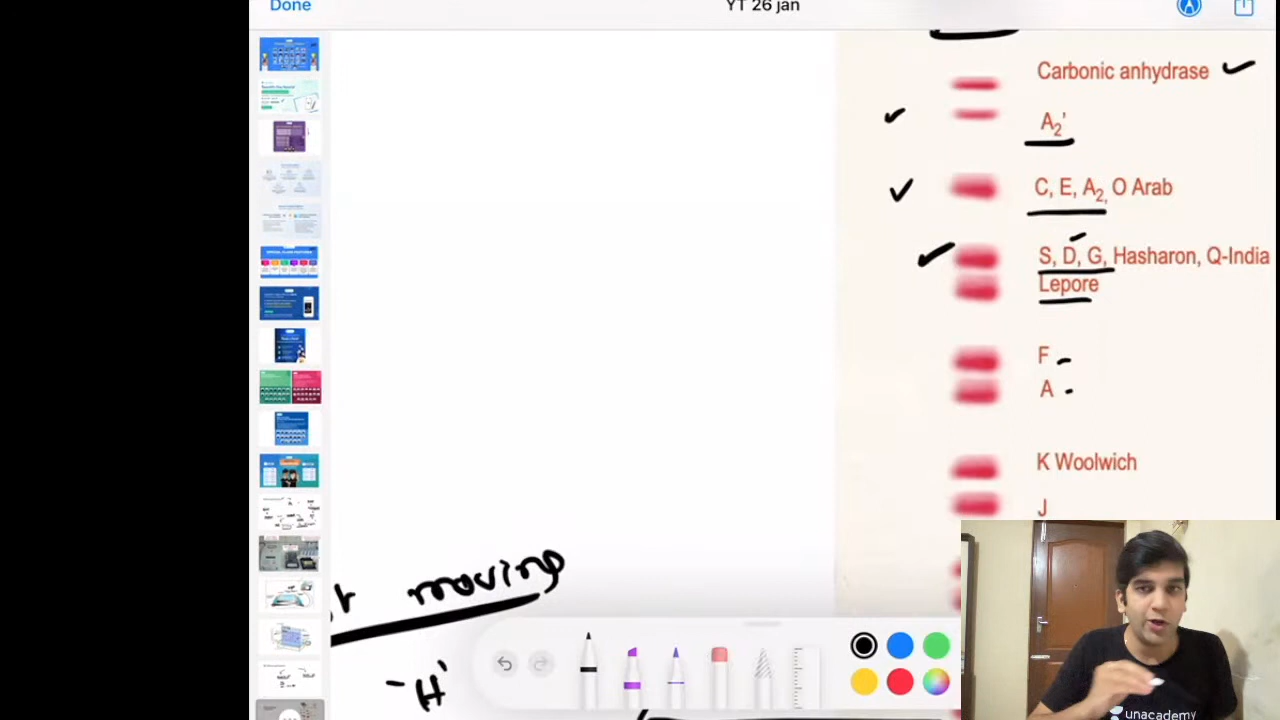 Done
YT 26 jan
Carbonic anhydrase
A2'
C, E, A2, O Arab
S, D, G, Hasharon, Q-India
Lepore
F
A
K Woolwich
J
moving
- H
unacademy